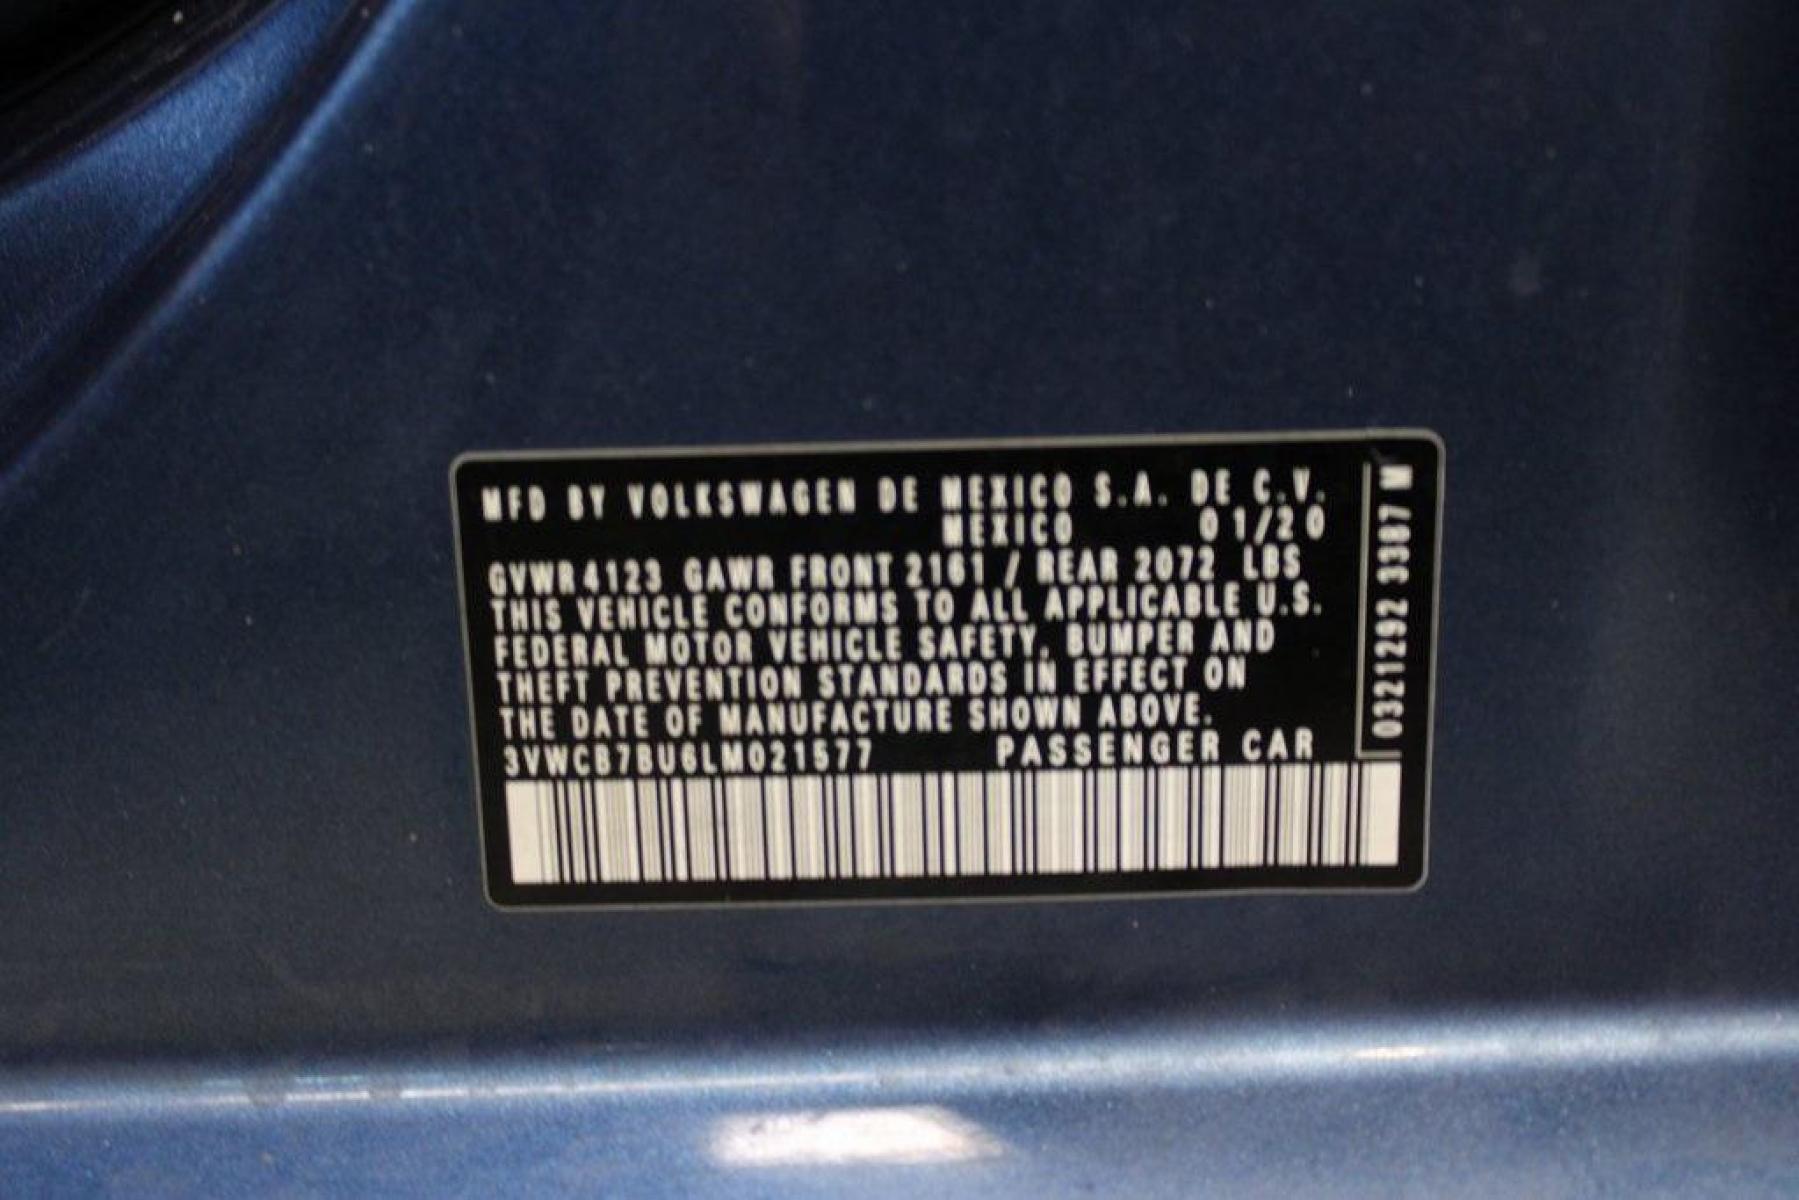 MFD BY VOLKSWAGEN DE MEXICO S.A. DE C.V.
MEXICO 01/20
GVWR 4123 GAWR FRONT 2161 / REAR 2072 LBS
THIS VEHICLE CONFORMS TO ALL APPLICABLE U.S.
FEDERAL MOTOR VEHICLE SAFETY, BUMPER AND
THEFT PREVENTION STANDARDS IN EFFECT ON
THE DATE OF MANUFACTURE SHOWN ABOVE.
3VWCB7BU6LM021577 PASSENGER CAR
0321292 3387 M